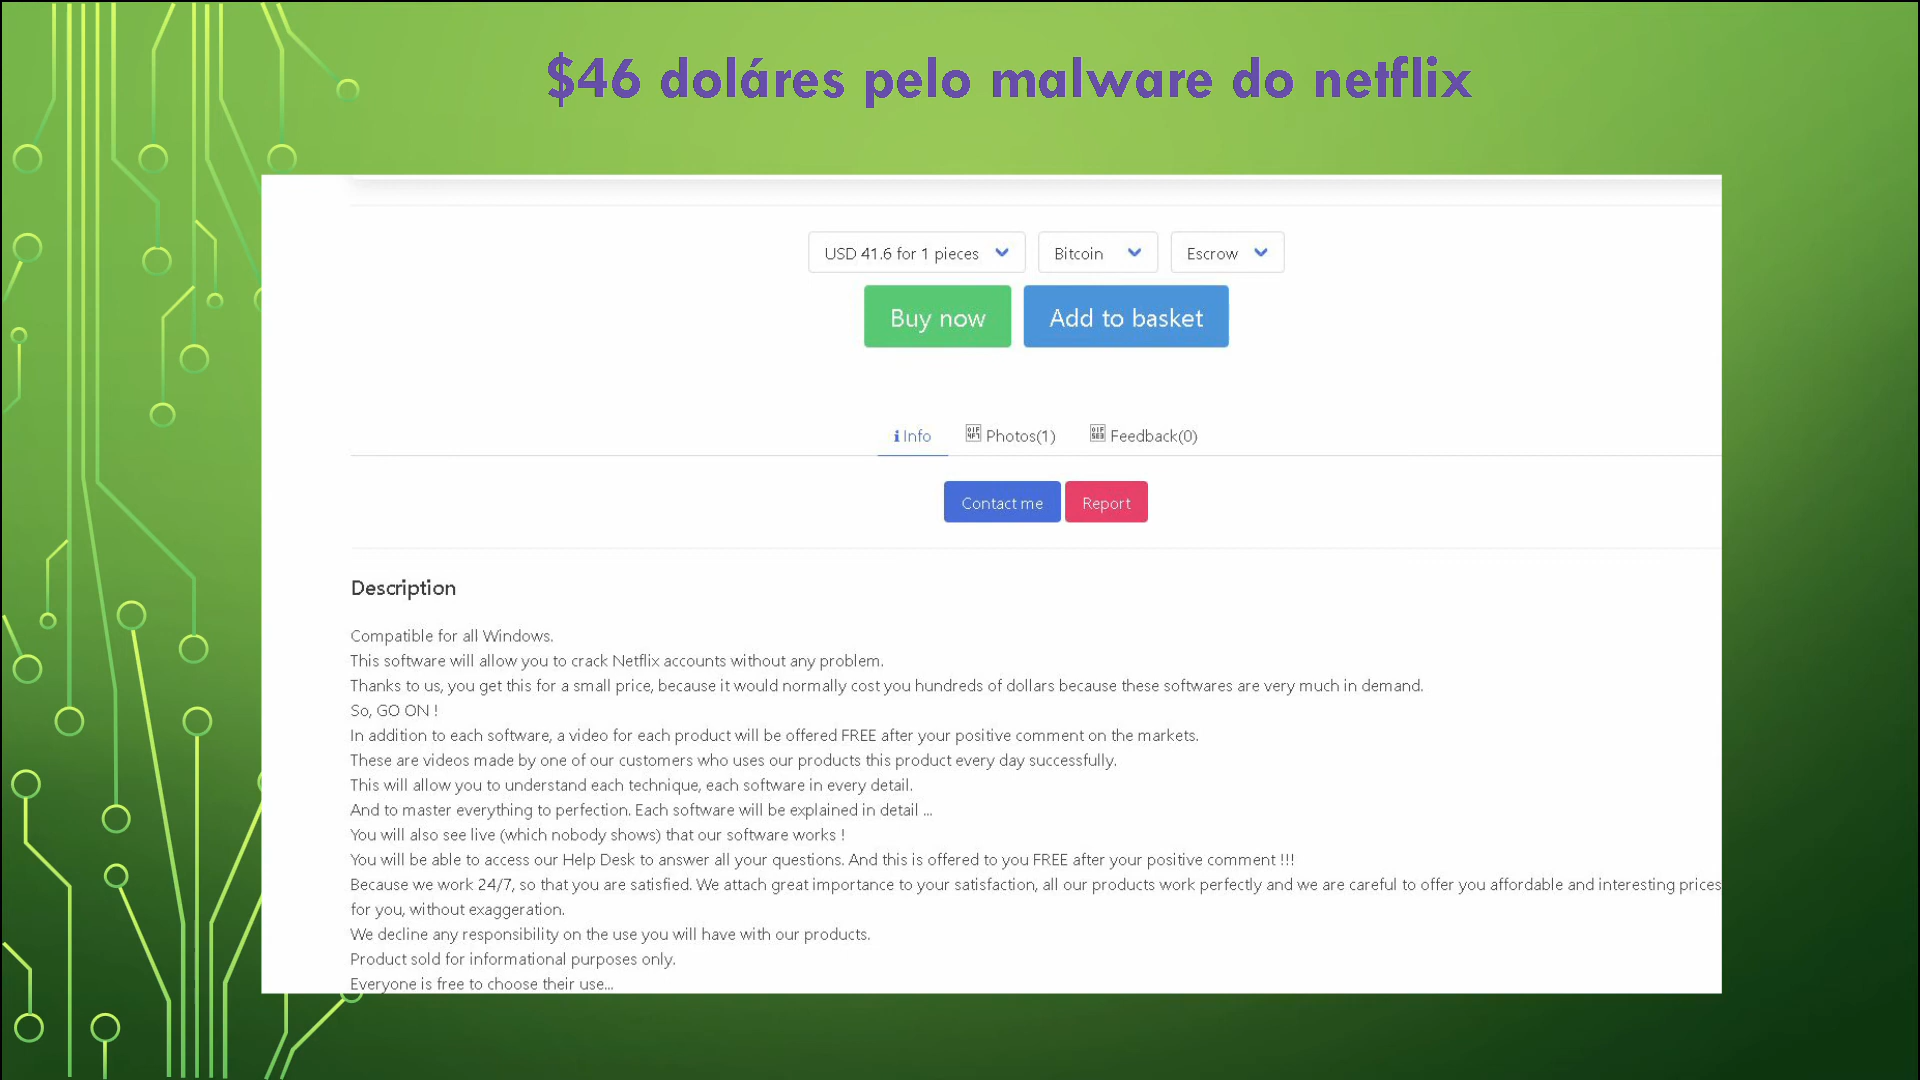 $46 doláres pelo malware do netflix
USD 41.6 for 1 pieces Bitcoin Escrow
Buy now Add to basket
Info Photos(1) Feedback(0)
Contact me Report
Description
Compatible for all Windows.
This software will allow you to crack Netflix accounts without any problem.
Thanks to us, you get this for a small price, because it would normally cost you hundreds of dollars because these softwares are very much in demand.
So, GO ON !
In addition to each software, a video for each product will be offered FREE after your positive comment on the markets.
These are videos made by one of our customers who uses our products this product every day successfully.
This will allow you to understand each technique, each software in every detail.
And to master everything to perfection. Each software will be explained in detail ...
You will also see live (which nobody shows) that our software works !
You will be able to access our Help Desk to answer all your questions. And this is offered to you FREE after your positive comment !!!
Because we work 24/7, so that you are satisfied. We attach great importance to your satisfaction, all our products work perfectly and we are careful to offer you affordable and interesting prices
for you, without exaggeration.
We decline any responsibility on the use you will have with our products.
Product sold for informational purposes only.
Everyone is free to choose their use...